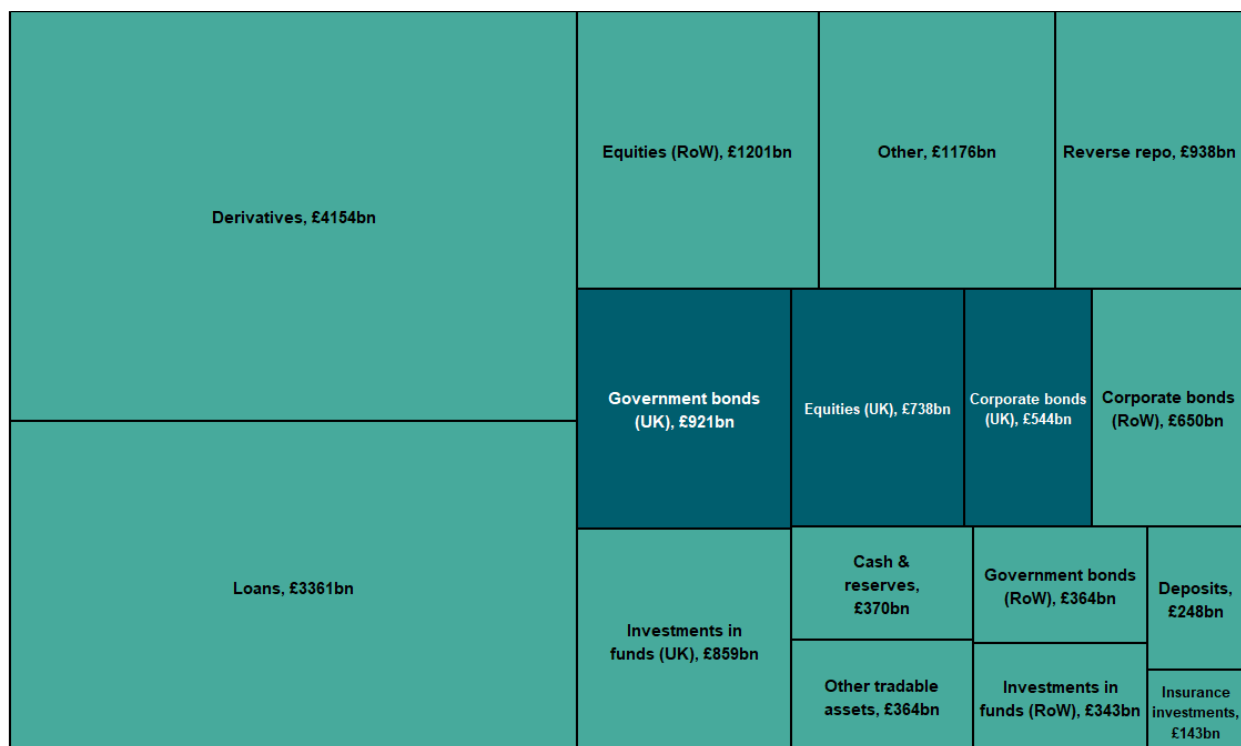 Derivatives, £4154bn
Loans, £3361bn
Equities (RoW), £1201bn
Other, £1176bn
Reverse repo, £938bn
Government bonds
(UK), £921bn
Equities (UK), £738bn
Corporate bonds
(UK), £544bn
Corporate bonds
(RoW), £650bn
Investments in
funds (UK), £859bn
Cash &
reserves,
£370bn
Government bonds
(RoW), £364bn
Deposits,
£248bn
Other tradable
assets, £364bn
Investments in
funds (RoW), £343bn
Insurance
investments,
£143bn